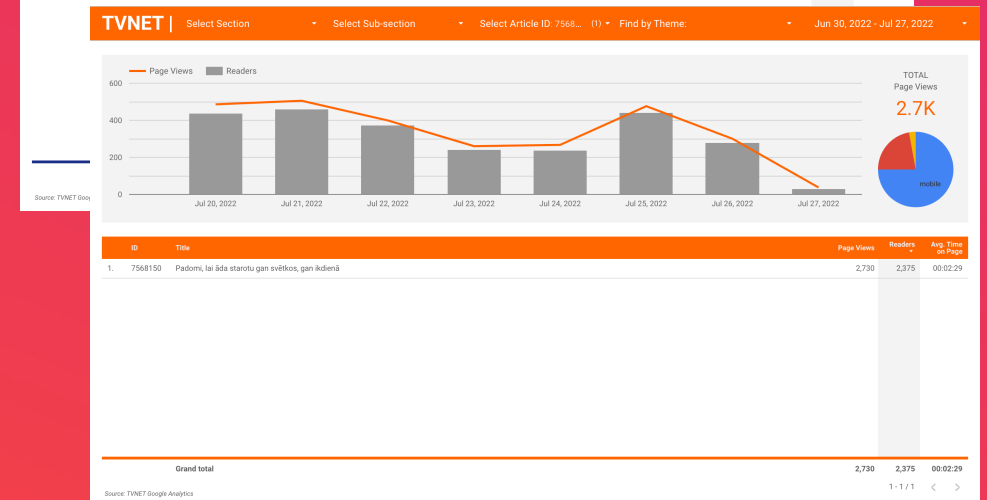 TVNET | Select Section Select Sub-section Select Article ID: 7568... (1) Find by Theme: Jun 30, 2022 - Jul 27, 2022
Page Views Readers
TOTAL
Page Views
2.7K
mobile
600
400
200
0
Jul 20, 2022 Jul 21, 2022 Jul 22, 2022 Jul 23, 2022 Jul 24, 2022 Jul 25, 2022 Jul 26, 2022 Jul 27, 2022
Source: TVNET Goog
ID Title Page Views Readers Avg. Time on Page
1. 7568150 Padomi, lai āda starotu gan svētkos, gan ikdienā 2,730 2,375 00:02:29
Grand total 2,730 2,375 00:02:29
1 - 1 / 1
Source: TVNET Google Analytics